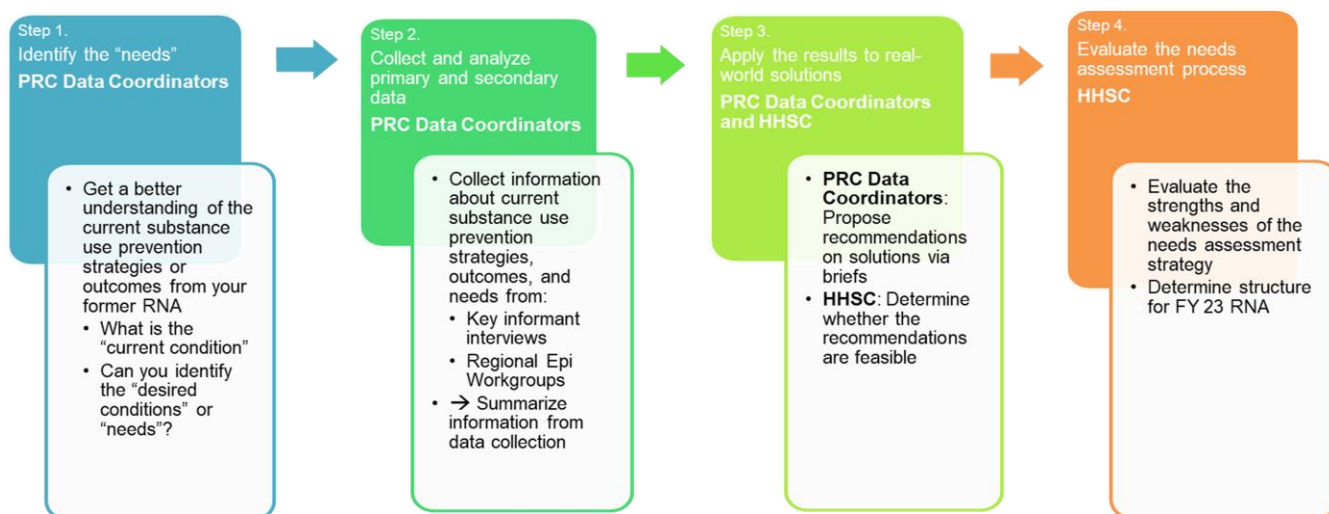 Step 1.
Identify the “needs”
PRC Data Coordinators
• Get a better
understanding of the
current substance
use prevention
strategies or
outcomes from your
former RNA
• What is the
“current condition”
• Can you identify
the “desired
conditions” or
“needs”?
Step 2.
Collect and analyze
primary and secondary
data
PRC Data Coordinators
• Collect information
about current
substance use
prevention
strategies,
outcomes, and
needs from:
• Key informant
interviews
• Regional Epi
Workgroups
• → Summarize
information from
data collection
Step 3.
Apply the results to real-
world solutions
PRC Data Coordinators
and HHSC
• PRC Data
Coordinators:
Propose
recommendations
on solutions via
briefs
• HHSC: Determine
whether the
recommendations
are feasible
Step 4.
Evaluate the needs
assessment process
HHSC
• Evaluate the
strengths and
weaknesses of the
needs assessment
strategy
• Determine structure
for FY 23 RNA